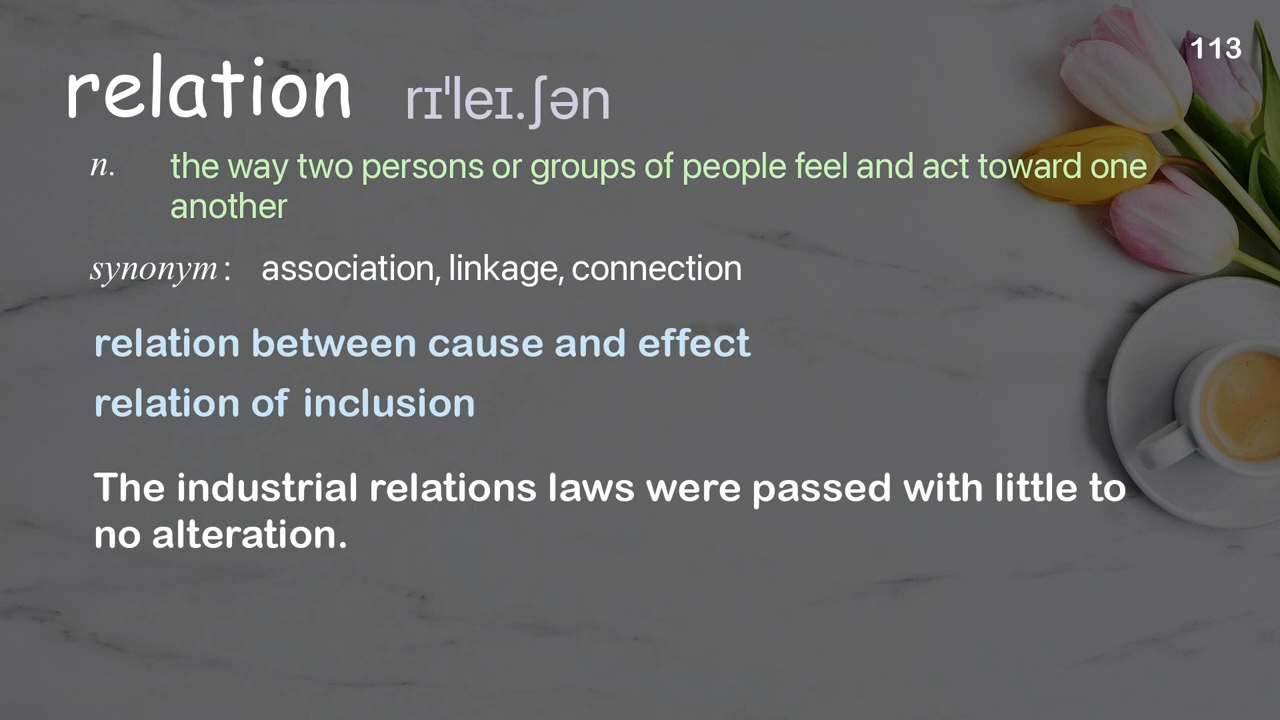 113
relation rɪˈleɪ.ʃən
n. the way two persons or groups of people feel and act toward one
another
synonym: association, linkage, connection
relation between cause and effect
relation of inclusion
The industrial relations laws were passed with little to
no alteration.